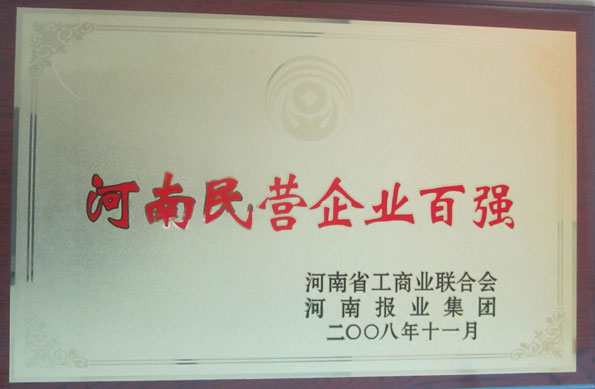 河南民营企业百强
河南省工商业联合会
河南报业集团
二〇〇八年十一月